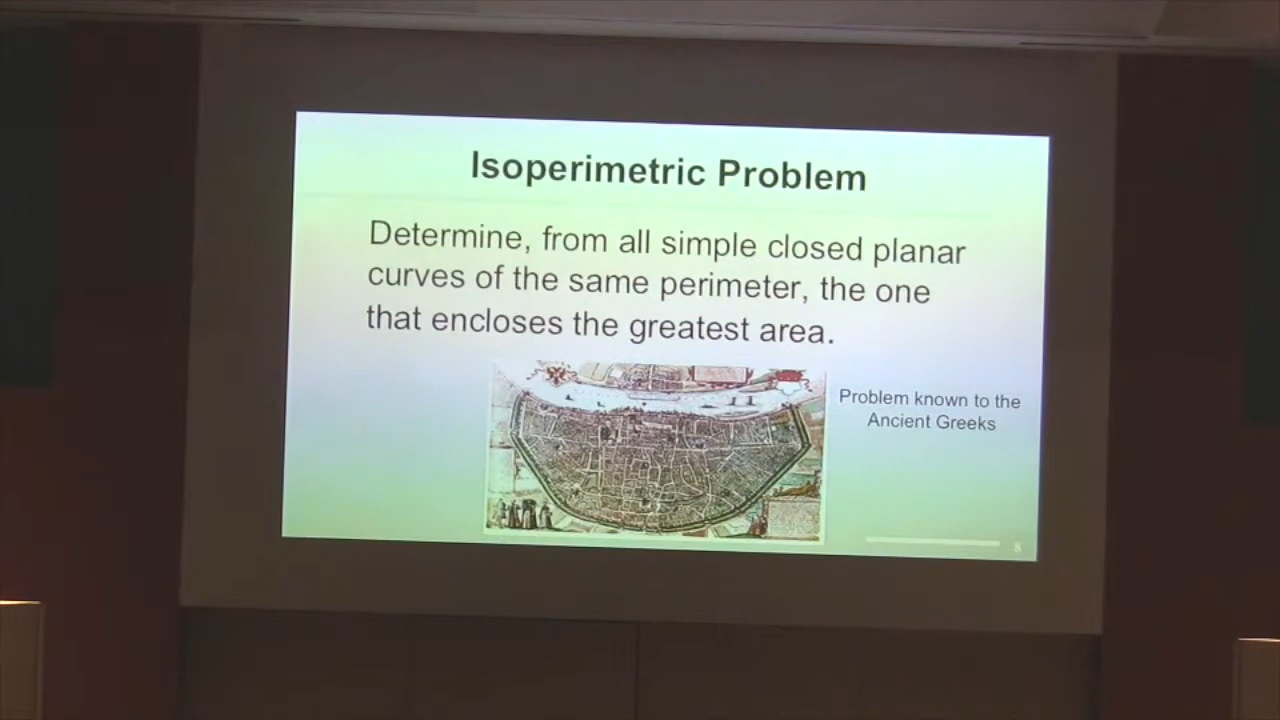 Isoperimetric Problem
Determine, from all simple closed planar
curves of the same perimeter, the one
that encloses the greatest area.
Problem known to the
Ancient Greeks
8